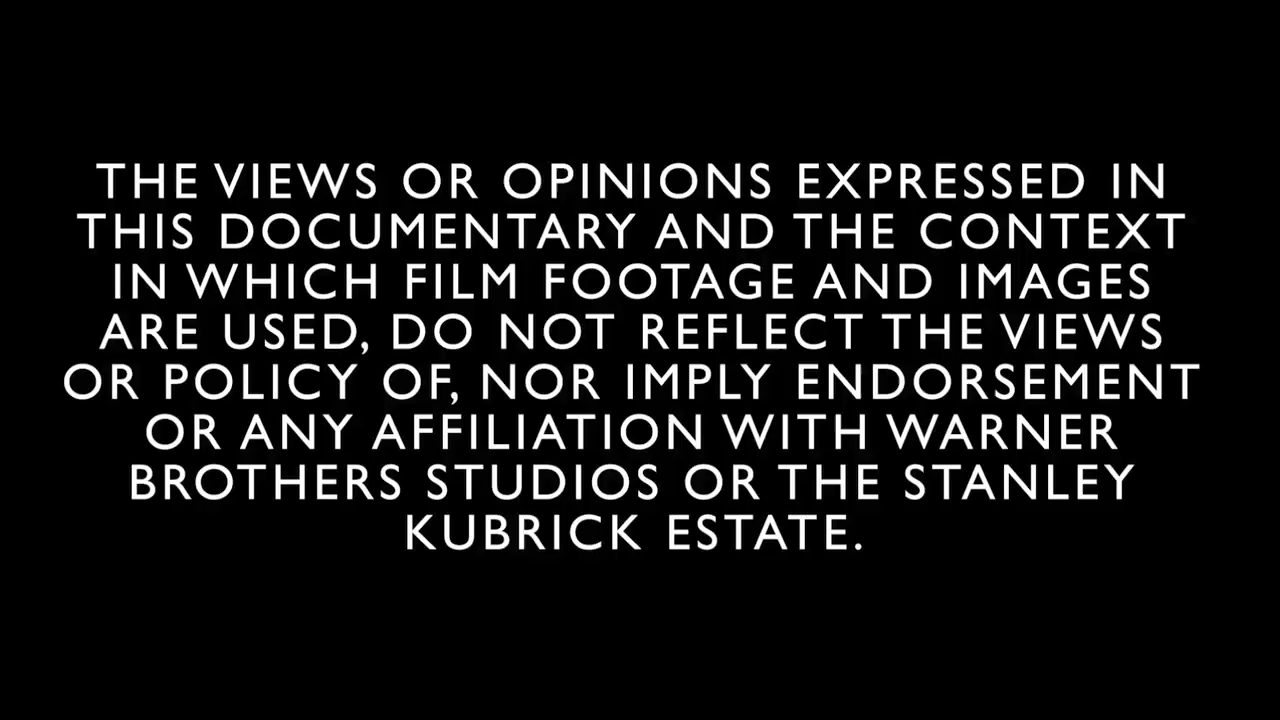 THE VIEWS OR OPINIONS EXPRESSED IN
THIS DOCUMENTARY AND THE CONTEXT
IN WHICH FILM FOOTAGE AND IMAGES
ARE USED, DO NOT REFLECT THE VIEWS
OR POLICY OF, NOR IMPLY ENDORSEMENT
OR ANY AFFILIATION WITH WARNER
BROTHERS STUDIOS OR THE STANLEY
KUBRICK ESTATE.